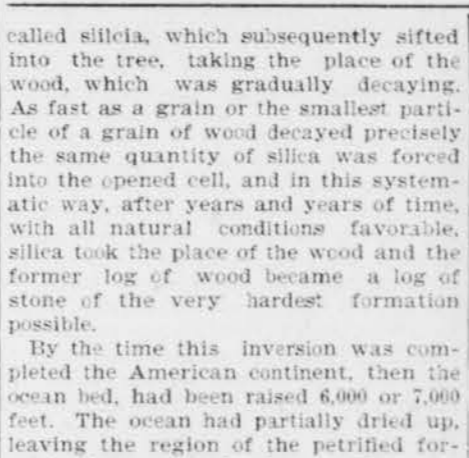 called silicia, which subsequently sifted
into the tree, taking the place of the
wood, which was gradually decaying.
As fast as a grain or the smallest parti-
cle of a grain of wood decayed precisely
the same quantity of silica was forced
into the opened cell, and in this system-
atic way, after years and years of time,
with all natural conditions favorable,
silica took the place of the wood and the
former log of wood became a log of
stone of the very hardest formation
possible.
By the time this inversion was com-
pleted the American continent, then the
ocean bed, had been raised 6,000 or 7,000
feet. The ocean had partially dried up,
leaving the region of the petrified for-